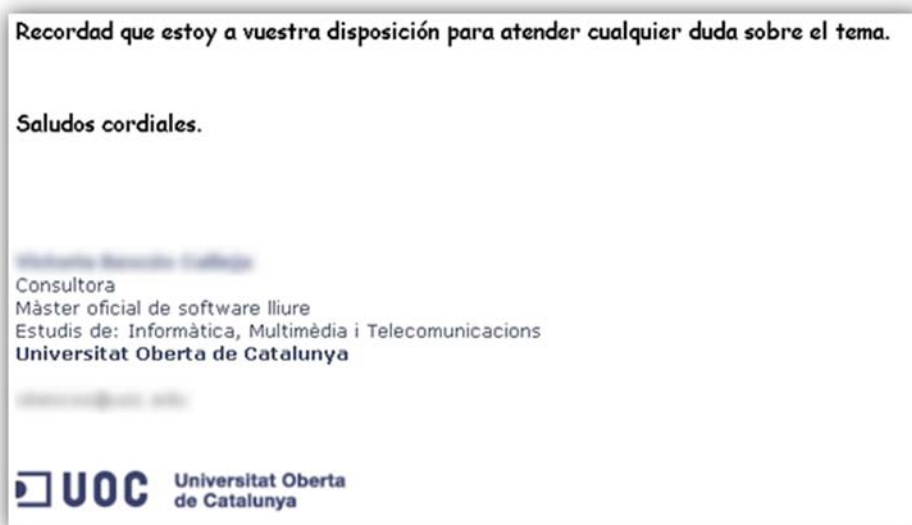 Recordad que estoy a vuestra disposición para atender cualquier duda sobre el tema.
Saludos cordiales.
Consultora
Màster oficial de software lliure
Estudis de: Informàtica, Multimèdia i Telecomunicacions
Universitat Oberta de Catalunya
UOC Universitat Oberta
de Catalunya